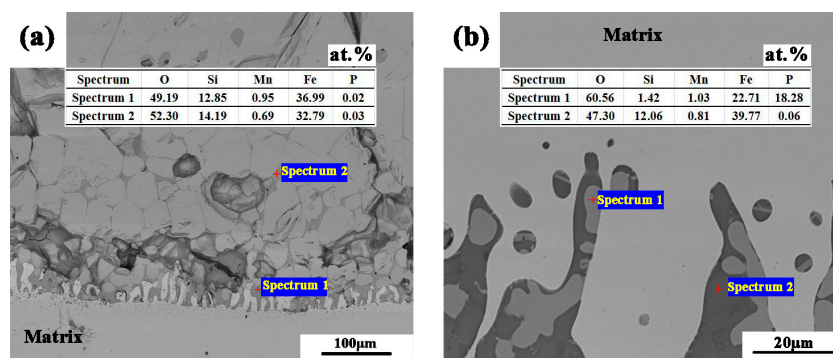 (a)
at.%
Spectrum O Si Mn Fe P
Spectrum 1 49.19 12.85 0.95 36.99 0.02
Spectrum 2 52.30 14.19 0.69 32.79 0.03
Spectrum 2
Spectrum 1
Matrix
100μm
(b)
Matrix
at.%
Spectrum O Si Mn Fe P
Spectrum 1 60.56 1.42 1.03 22.71 18.28
Spectrum 2 47.30 12.06 0.81 39.77 0.06
Spectrum 1
Spectrum 2
20μm